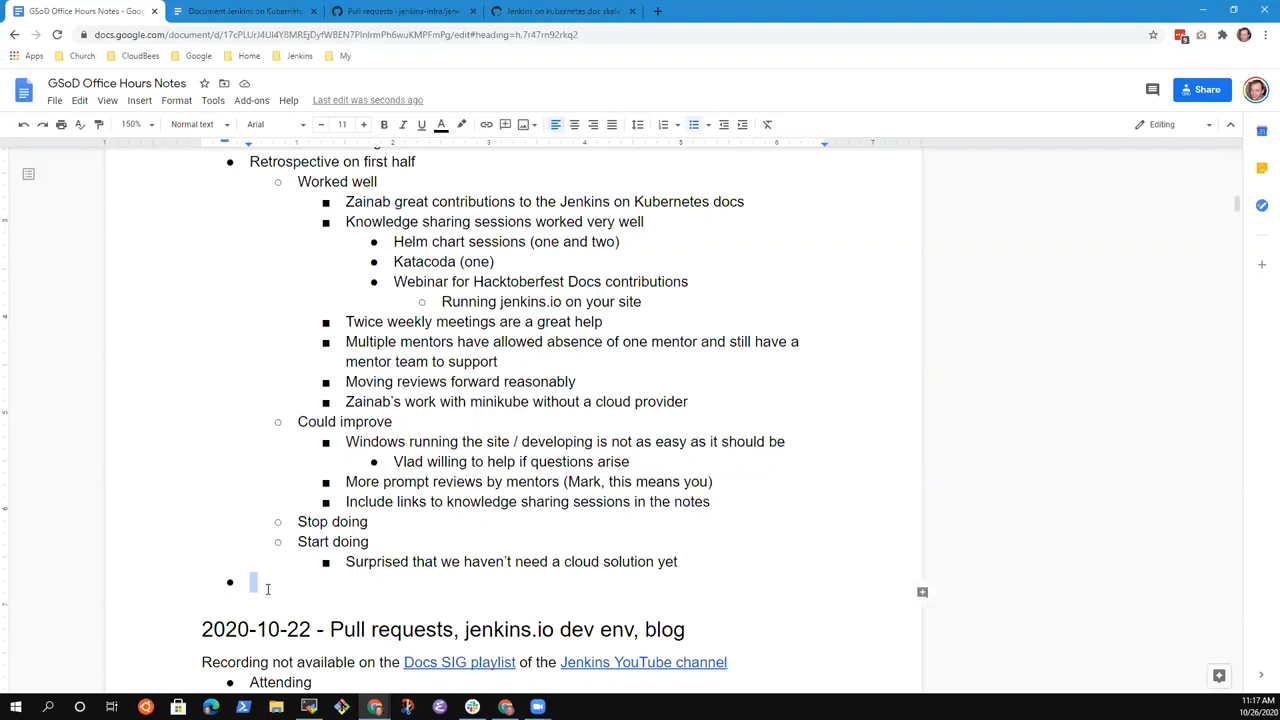 GSoD Office Hours Notes - Goo
Document Jenkins on Kubernet
Pull requests · jenkins-infra/jen
Jenkins on kubernetes doc skele
docs.google.com/document/d/17cPLUrJ4UI4Y8MREjDyfWBEN7PInIrmPh6wuKMPFmPg/edit#heading=h.7r47rn92rkq2
Apps Church CloudBees Google Home Jenkins My
GSoD Office Hours Notes
File Edit View Insert Format Tools Add-ons Help Last edit was seconds ago
Share
150% Normal text Arial 11 Editing
Retrospective on first half
Worked well
Zainab great contributions to the Jenkins on Kubernetes docs
Knowledge sharing sessions worked very well
Helm chart sessions (one and two)
Katacoda (one)
Webinar for Hacktoberfest Docs contributions
Running jenkins.io on your site
Twice weekly meetings are a great help
Multiple mentors have allowed absence of one mentor and still have a
mentor team to support
Moving reviews forward reasonably
Zainab's work with minikube without a cloud provider
Could improve
Windows running the site / developing is not as easy as it should be
Vlad willing to help if questions arise
More prompt reviews by mentors (Mark, this means you)
Include links to knowledge sharing sessions in the notes
Stop doing
Start doing
Surprised that we haven't need a cloud solution yet
2020-10-22 - Pull requests, jenkins.io dev env, blog
Recording not available on the Docs SIG playlist of the Jenkins YouTube channel
Attending
11:17 AM
10/26/2020